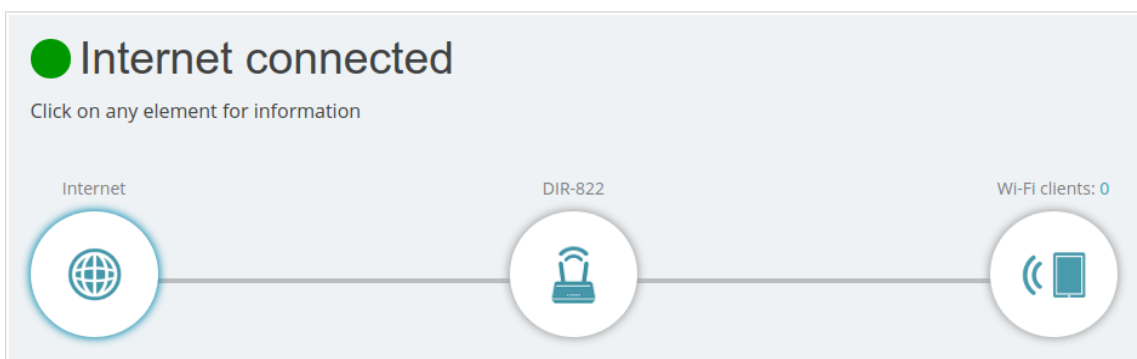 Internet connected
Click on any element for information
Internet
DIR-822
Wi-Fi clients: 0